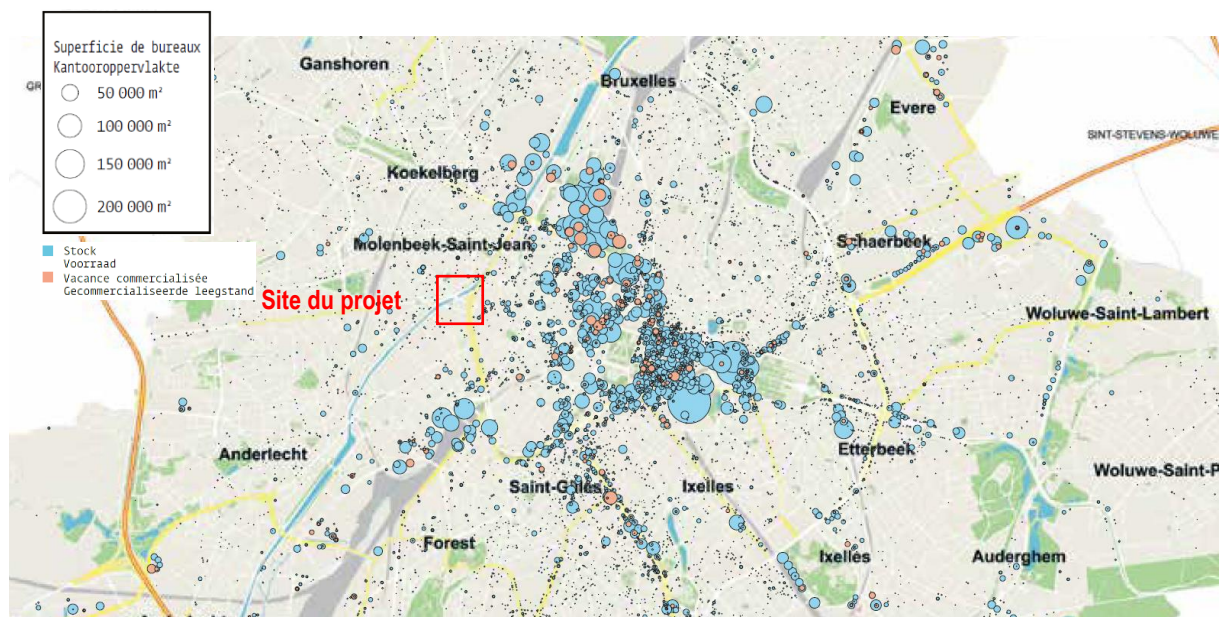 Superficie de bureaux
Kantooroppervlakte
50 000 m²
100 000 m²
150 000 m²
200 000 m²
Stock
Voorraad
Vacance commercialisée
Gecommercialiseerde leegstand
Site du projet
Ganshoren
Bruxelles
Evere
SINT-STEVENS-WOLUWE
Koekelberg
Molenbeek-Saint-Jean
Schaerbeek
Woluwe-Saint-Lambert
Anderlecht
Etterbeek
Woluwe-Saint-P
Saint-Gilles
Ixelles
Forest
Ixelles
Auderghem